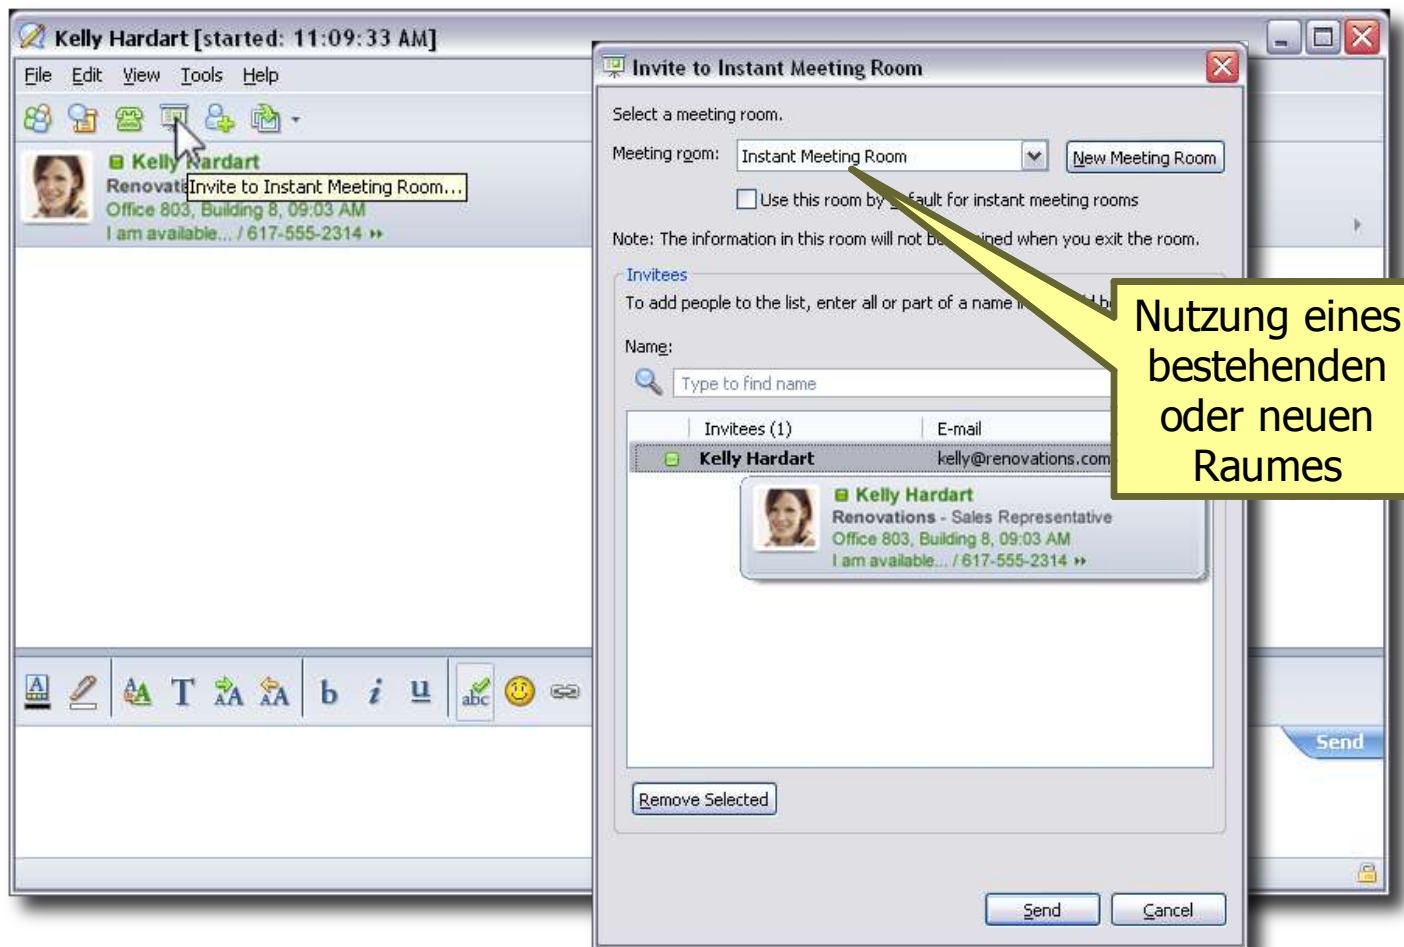 Kelly Hardart [started: 11:09:33 AM]
File Edit View Tools Help
Kelly Hardart
Invite to Instant Meeting Room...
Office 803, Building 8, 09:03 AM
I am available... / 617-555-2314
A A A T A A A A b i u abc
Send
Invite to Instant Meeting Room
Select a meeting room.
Meeting room: Instant Meeting Room New Meeting Room
Use this room by default for instant meeting rooms
Note: The information in this room will not be retained when you exit the room.
Invitees
To add people to the list, enter all or part of a name
Name:
Type to find name
Invitees (1) E-mail
Kelly Hardart kelly@renovations.com
Kelly Hardart
Renovations - Sales Representative
Office 803, Building 8, 09:03 AM
I am available... / 617-555-2314
Remove Selected
Send Cancel
Nutzung eines
bestehenden
oder neuen
Raumes